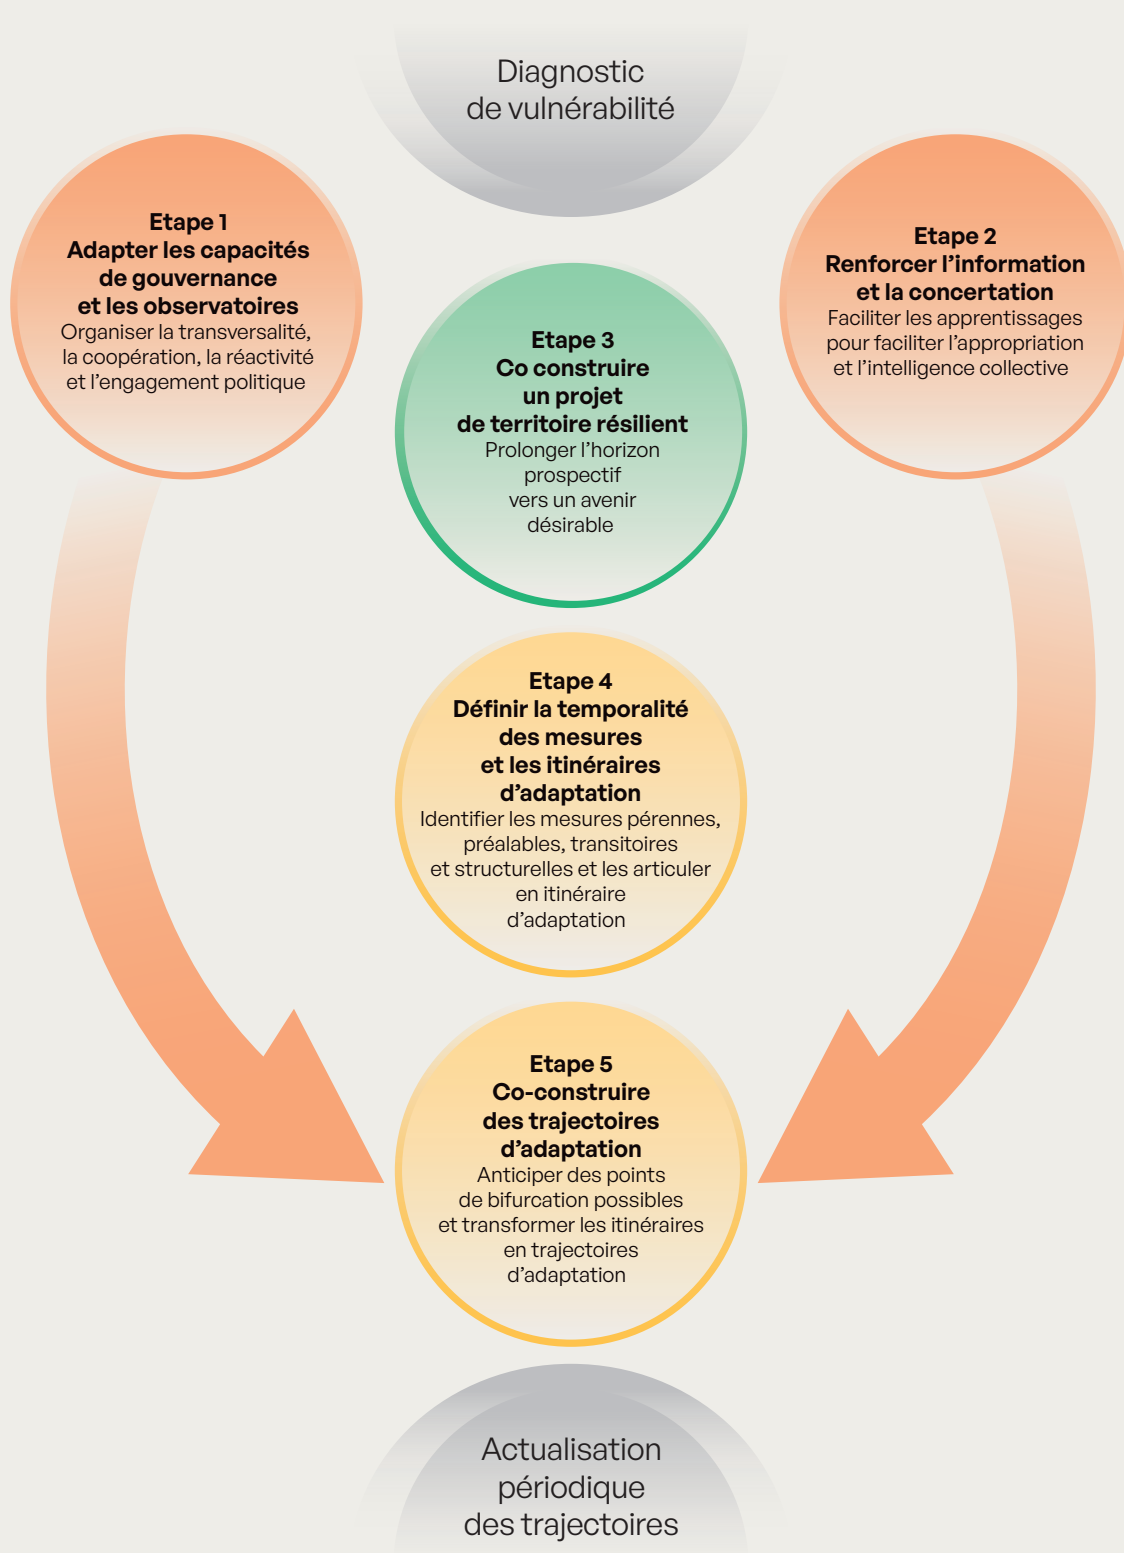 Diagnostic
de vulnérabilité
Etape 1
Adapter les capacités
de gouvernance
et les observatoires
Organiser la transversalité,
la coopération, la réactivité
et l’engagement politique
Etape 2
Renforcer l’information
et la concertation
Faciliter les apprentissages
pour faciliter l’appropriation
et l’intelligence collective
Etape 3
Co construire
un projet
de territoire résilient
Prolonger l’horizon
prospectif
vers un avenir
désirable
Etape 4
Définir la temporalité
des mesures
et les itinéraires
d’adaptation
Identifier les mesures pérennes,
préalables, transitoires
et structurelles et les articuler
en itinéraire
d’adaptation
Etape 5
Co-construire
des trajectoires
d’adaptation
Anticiper des points
de bifurcation possibles
et transformer les itinéraires
en trajectoires
d’adaptation
Actualisation
périodique
des trajectoires